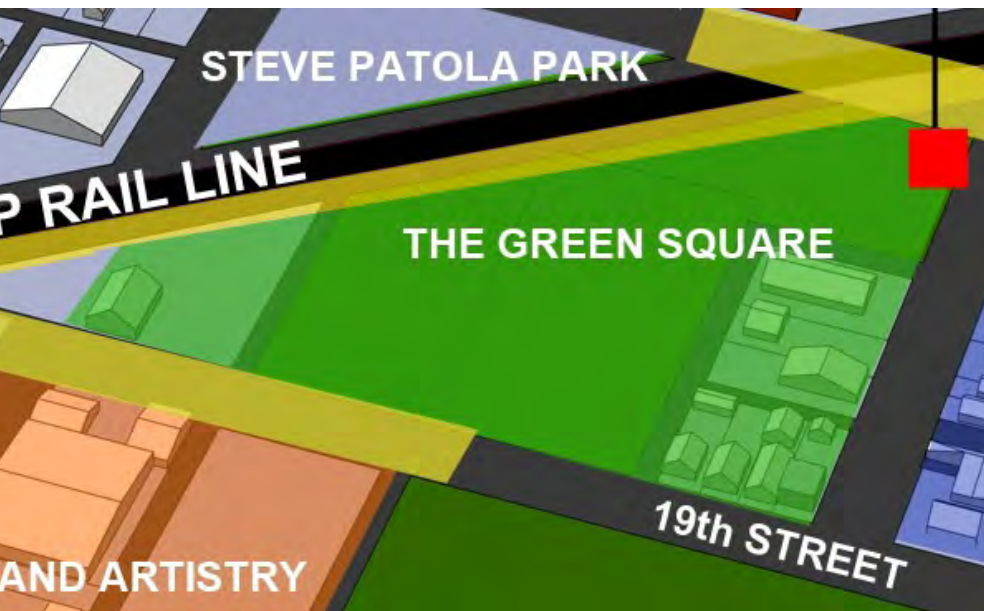 STEVE PATOLA PARK
P RAIL LINE
THE GREEN SQUARE
19th STREET
AND ARTISTRY